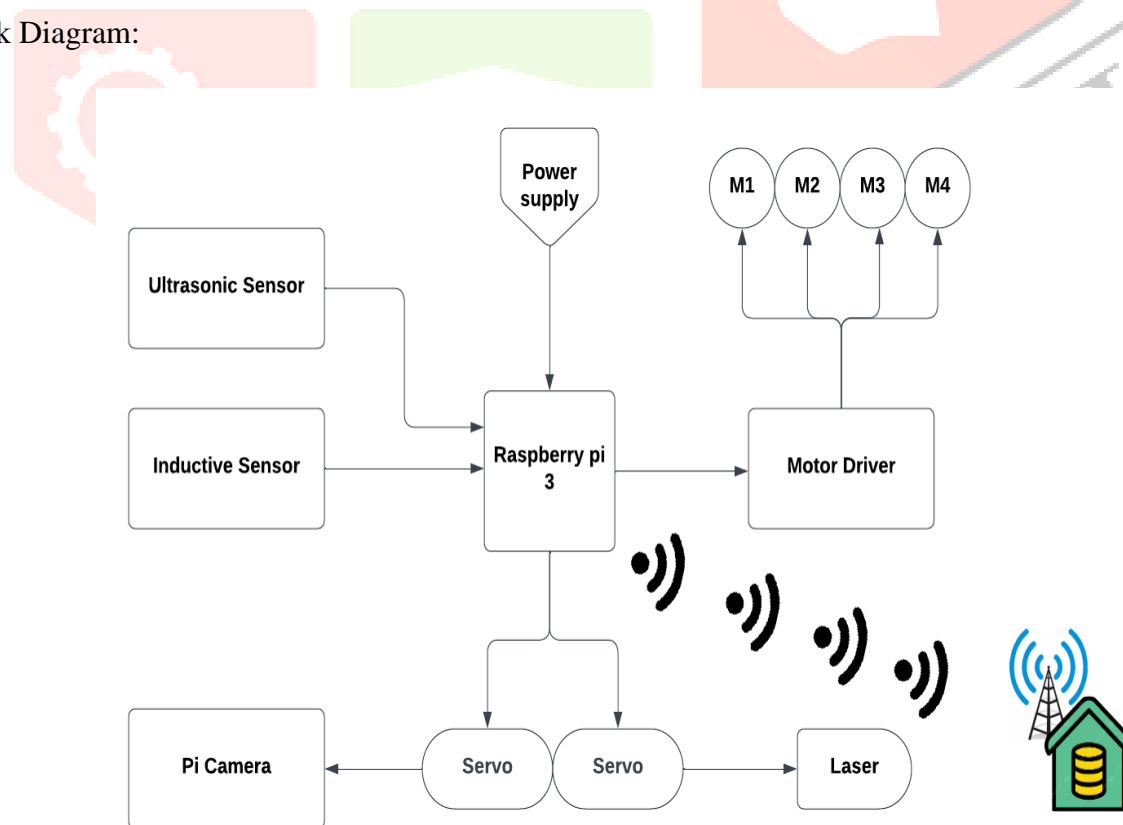 k Diagram:
Power
supply
M1 M2 M3 M4
Ultrasonic Sensor
Inductive Sensor
Raspberry pi
3
Motor Driver
Pi Camera
Servo
Servo
Laser